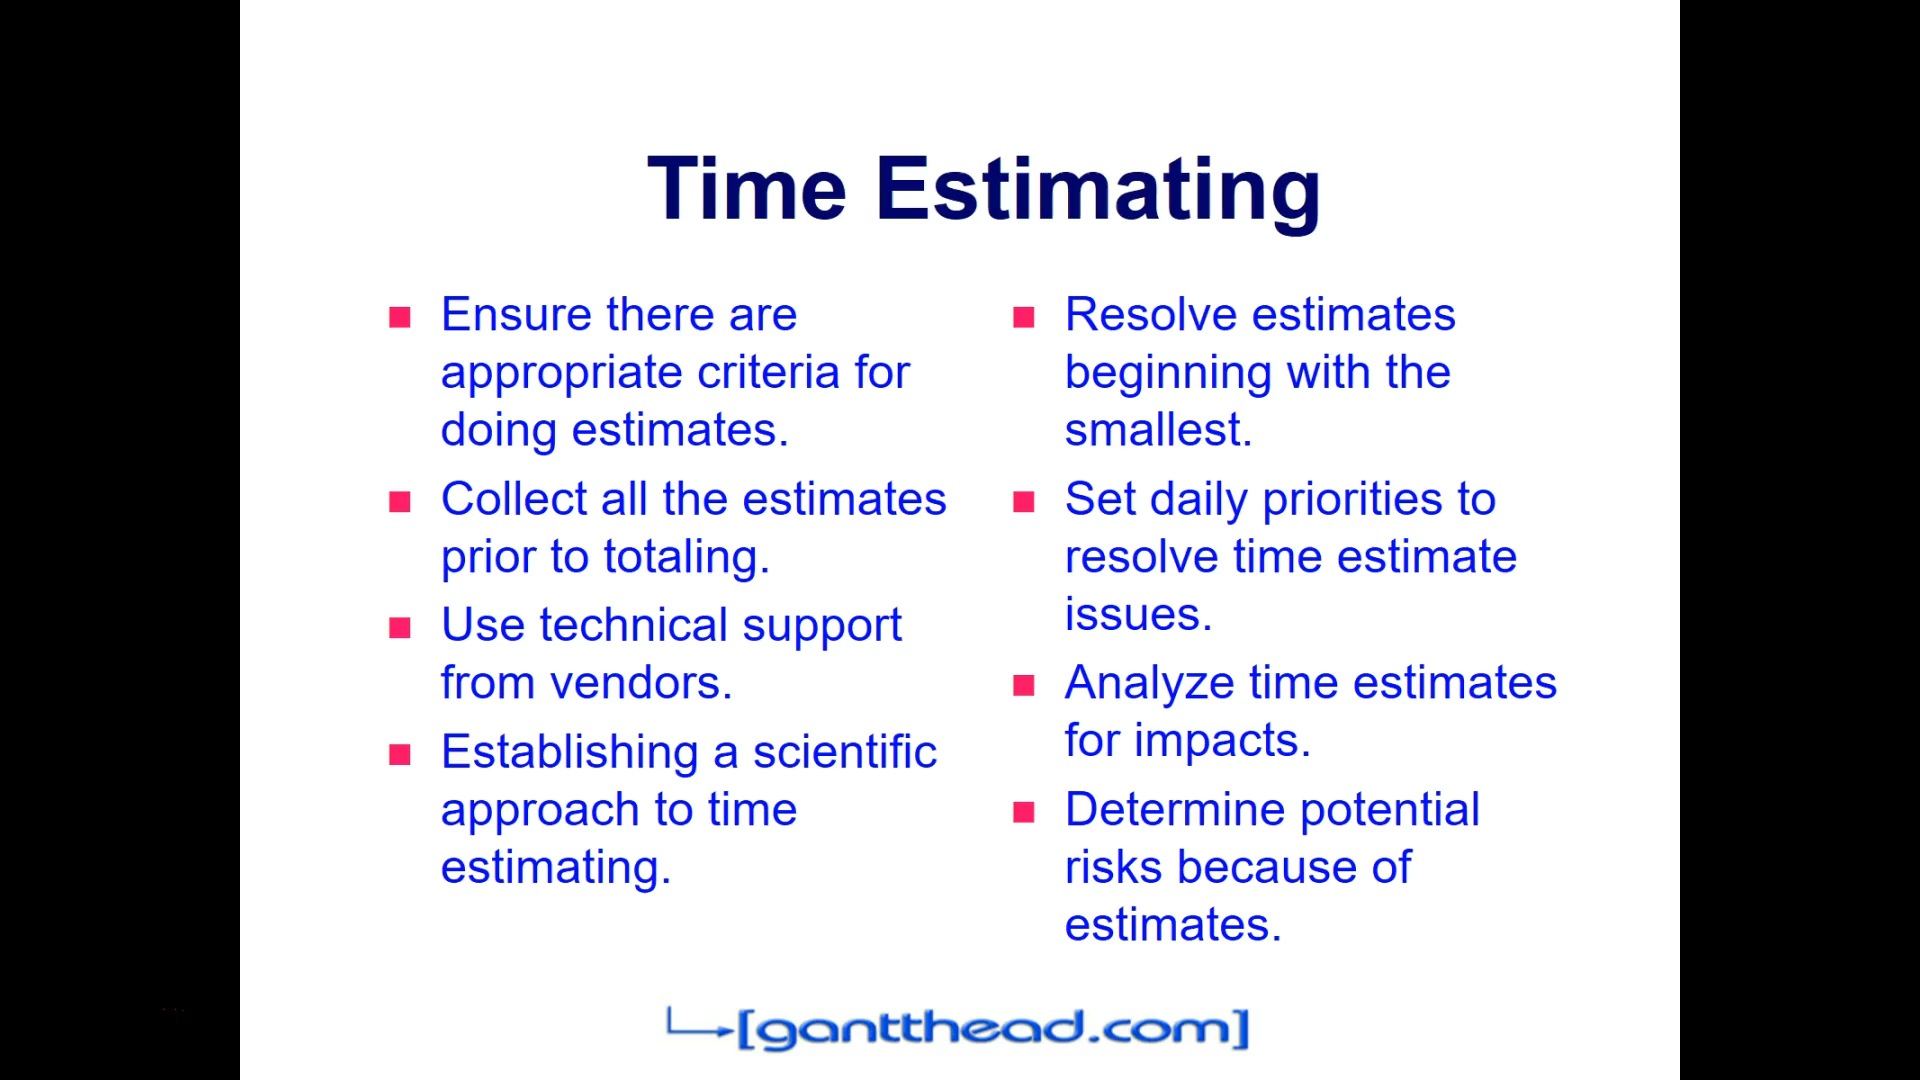 Time Estimating
Ensure there are
appropriate criteria for
doing estimates.
Collect all the estimates
prior to totaling.
Use technical support
from vendors.
Establishing a scientific
approach to time
estimating.
Resolve estimates
beginning with the
smallest.
Set daily priorities to
resolve time estimate
issues.
Analyze time estimates
for impacts.
Determine potential
risks because of
estimates.
[gantthead.com]